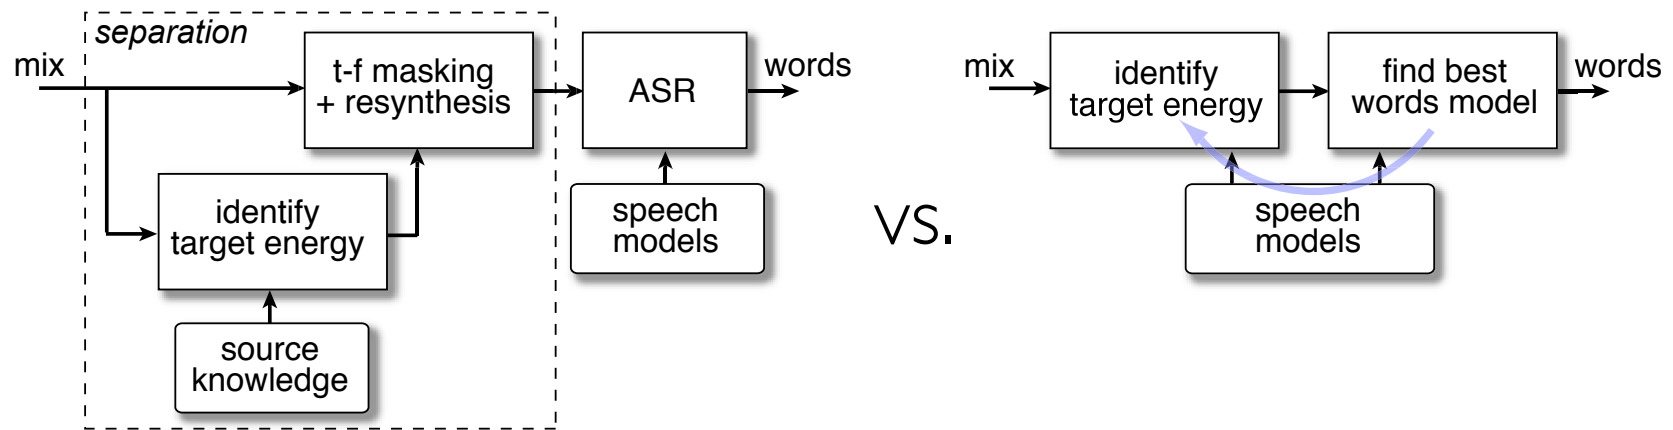 separation
mix
t-f masking
+ resynthesis
ASR
words
identify
target energy
source
knowledge
speech
models
vs.
mix
identify
target energy
find best
words model
words
speech
models